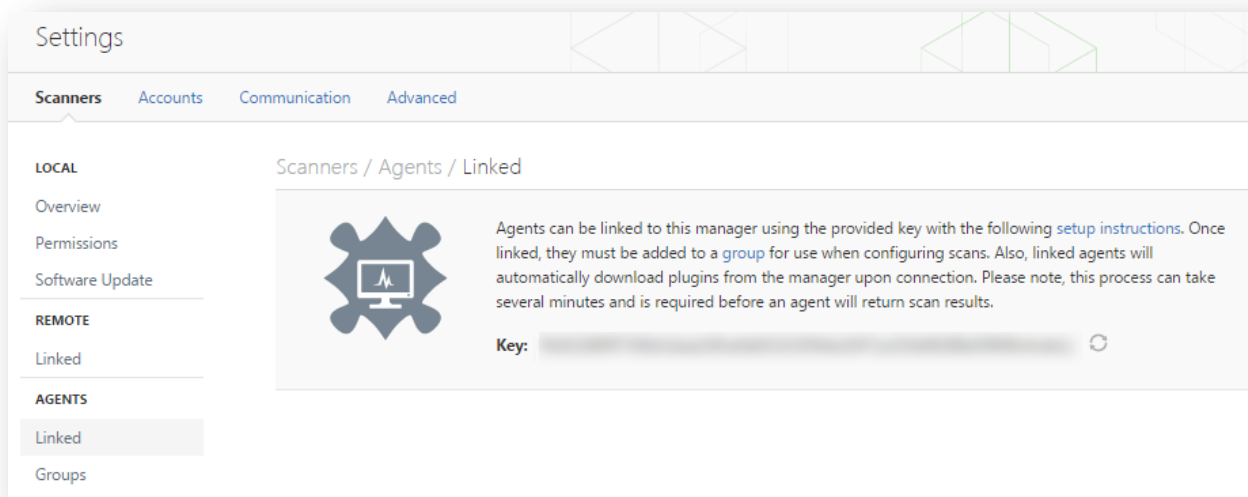 Settings
Scanners Accounts Communication Advanced
LOCAL
Overview
Permissions
Software Update
REMOTE
Linked
AGENTS
Linked
Groups
Scanners / Agents / Linked
Agents can be linked to this manager using the provided key with the following setup instructions. Once
linked, they must be added to a group for use when configuring scans. Also, linked agents will
automatically download plugins from the manager upon connection. Please note, this process can take
several minutes and is required before an agent will return scan results.
Key: